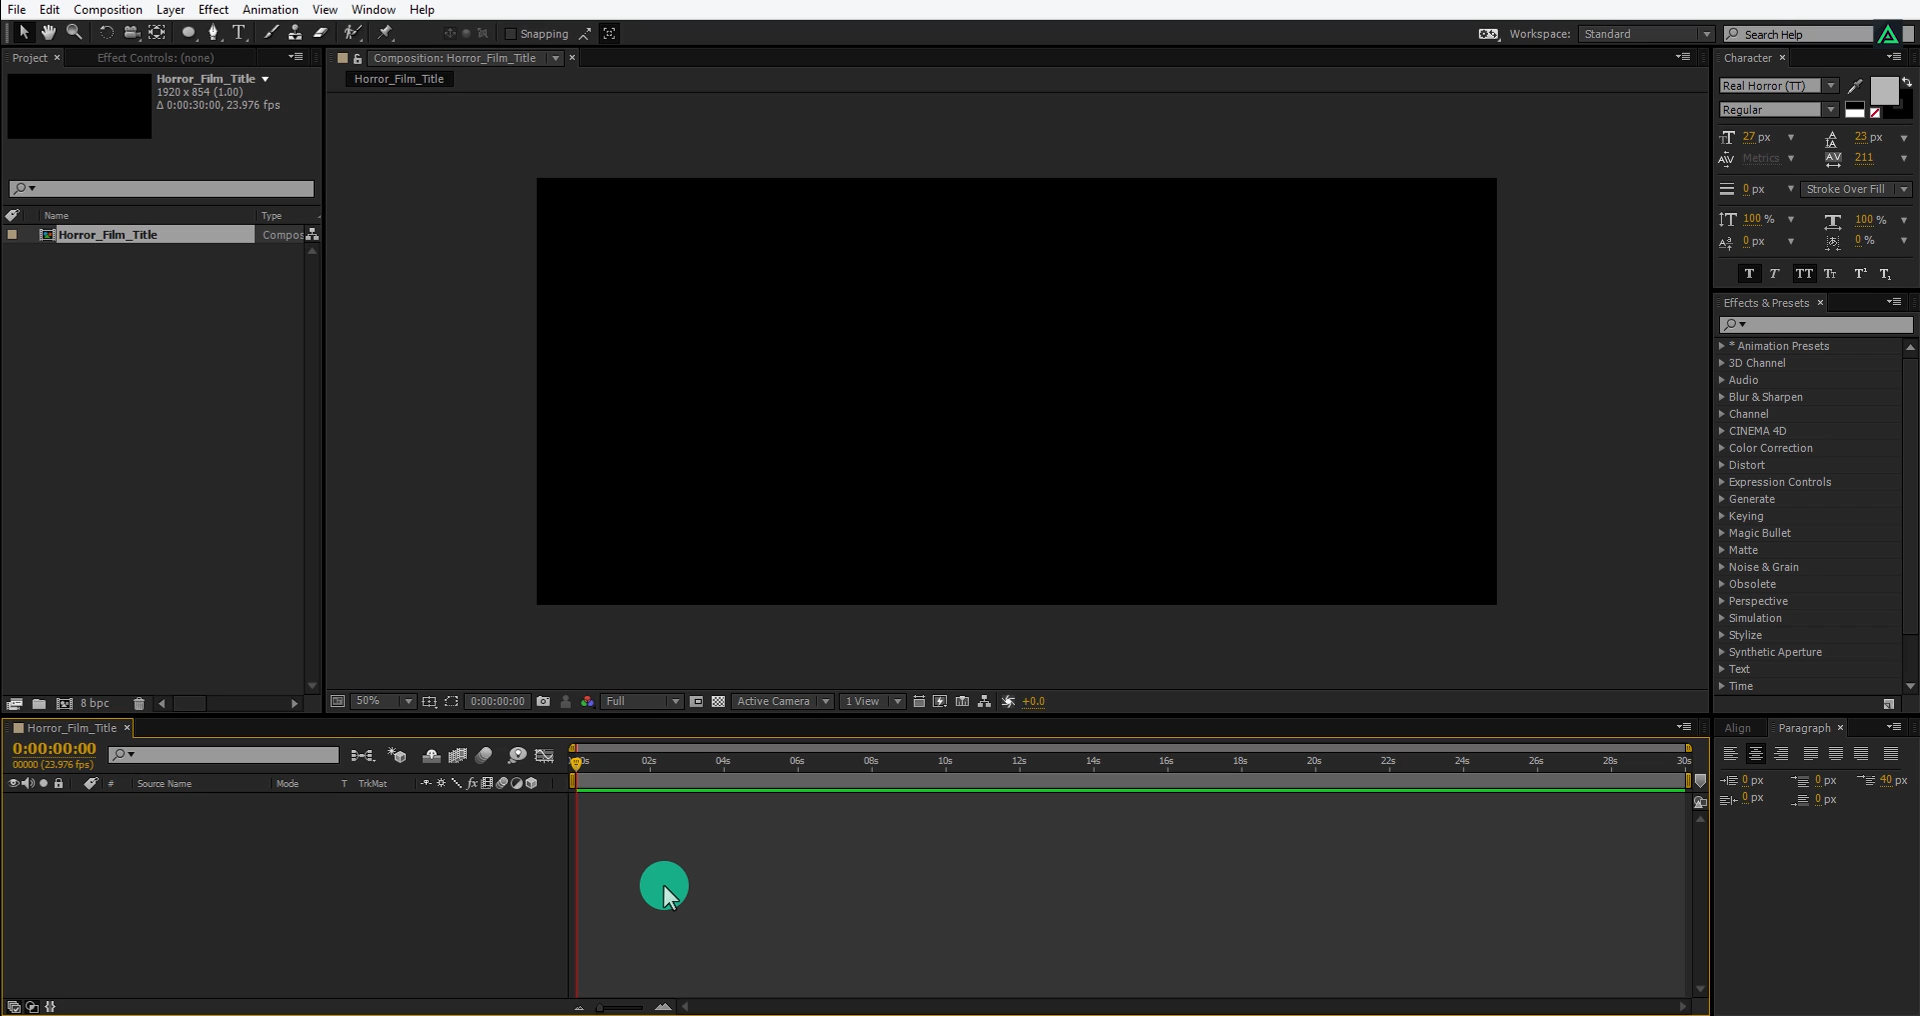 File Edit Composition Layer Effect Animation View Window Help
Snapping
Workspace: Standard
Search Help
Project
Effect Controls: (none)
Horror_Film_Title
1920 x 854 (1.00)
Δ 0:00:30:00, 23.976 fps
Name Type
Horror_Film_Title Compos
8 bpc
Composition: Horror_Film_Title
Horror_Film_Title
50% 0:00:00:00 Full Active Camera 1 View +0.0
Character
Real Horror (TT)
Regular
27 px 23 px
Metrics 211
0 px Stroke Over Fill
100 % 100 %
0 px 0 %
T T TT Tt T¹ T₁
Effects & Presets
* Animation Presets
3D Channel
Audio
Blur & Sharpen
Channel
CINEMA 4D
Color Correction
Distort
Expression Controls
Generate
Keying
Magic Bullet
Matte
Noise & Grain
Obsolete
Perspective
Simulation
Stylize
Synthetic Aperture
Text
Time
Horror_Film_Title
0:00:00:00
00000 (23.976 fps)
# Source Name Mode T TrkMat
02s 04s 06s 08s 10s 12s 14s 16s 18s 20s 22s 24s 26s 28s 30s
Align Paragraph
0 px 0 px 40 px
0 px 0 px